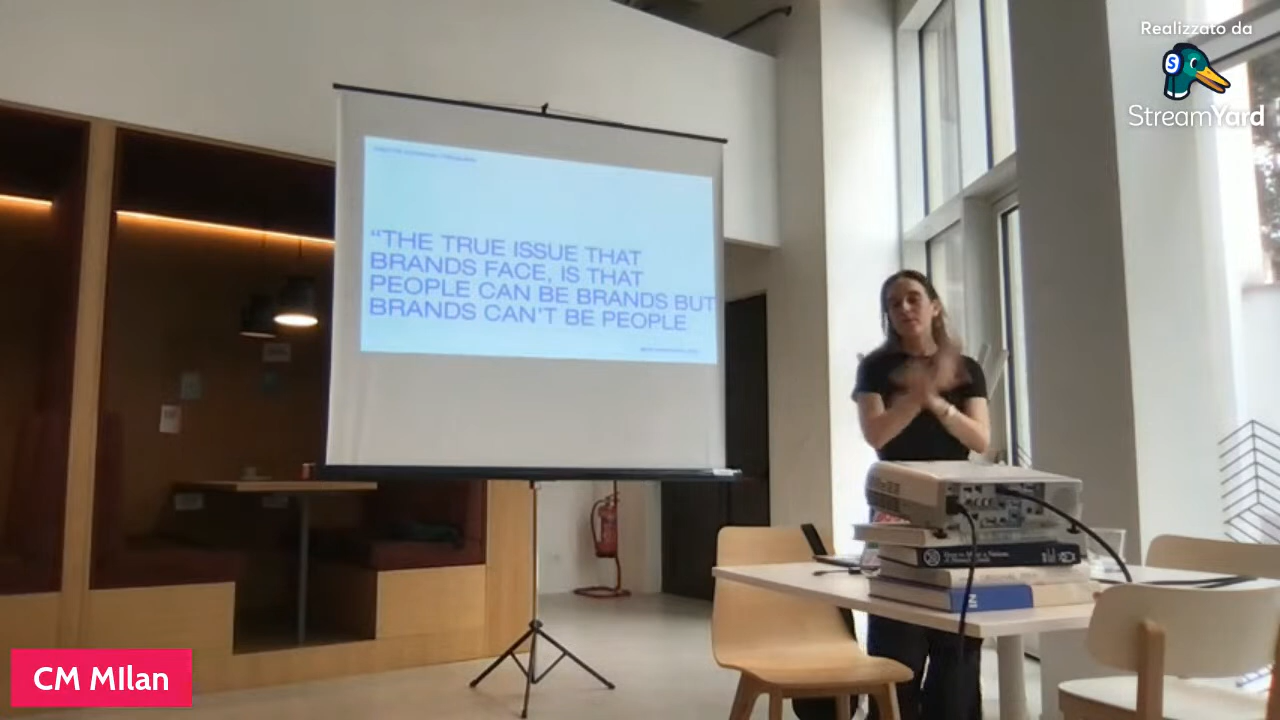 Realizzato da
StreamYard
“THE TRUE ISSUE THAT
BRANDS FACE, IS THAT
PEOPLE CAN BE BRANDS BUT
BRANDS CAN'T BE PEOPLE
CM MIlan